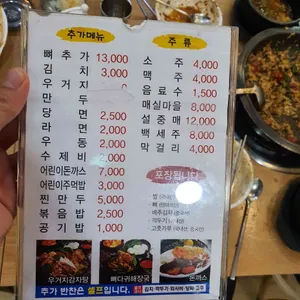 추가메뉴
뼈추가 13,000
김치 3,000
우거지
만두
당면 2,500
라면 2,000
우동 2,000
수제비 2,000
어린이돈까스 7,000
어린이주먹밥 3,000
찐만두 5,000
볶음밥 2,500
공기밥 1,000
주류
소주 4,000
맥주 4,000
음료수 1,500
매실마을 8,000
설중매 12,000
백세주 8,000
막걸리 4,000
포장됩니다
우거지감자탕
뼈다귀해장국
돈까스
추가 반찬은 셀프입니다